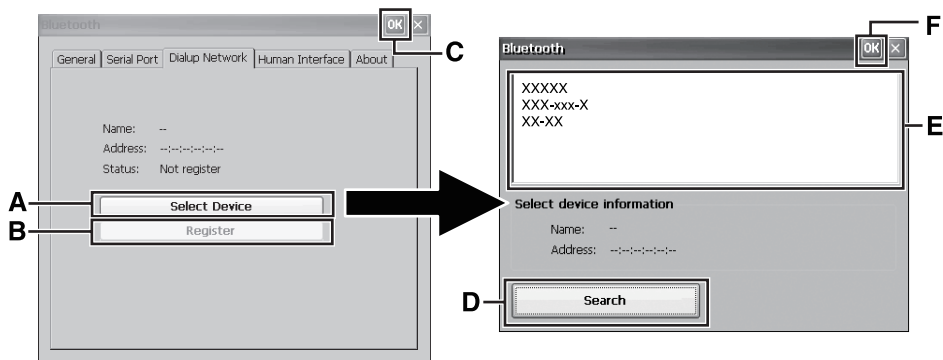 Bluetooth OK ×
C
General Serial Port Dialup Network Human Interface About
Name: --
Address: --:--:--:--:--:--
Status: Not register
A
Select Device
B
Register
F
Bluetooth OK ×
XXXXX
XXX-xxx-X
XX-XX
E
Select device information
Name: --
Address: --:--:--:--:--:--
D
Search